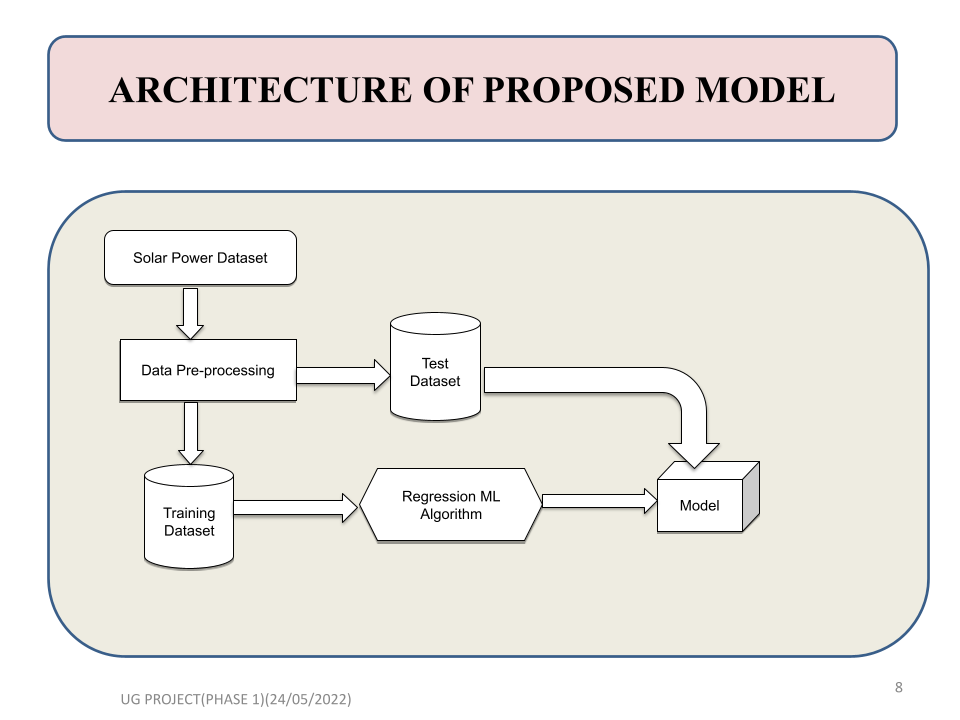 ARCHITECTURE OF PROPOSED MODEL
Solar Power Dataset
Data Pre-processing
Test
Dataset
Training
Dataset
Regression ML
Algorithm
Model
UG PROJECT(PHASE 1)(24/05/2022)
8